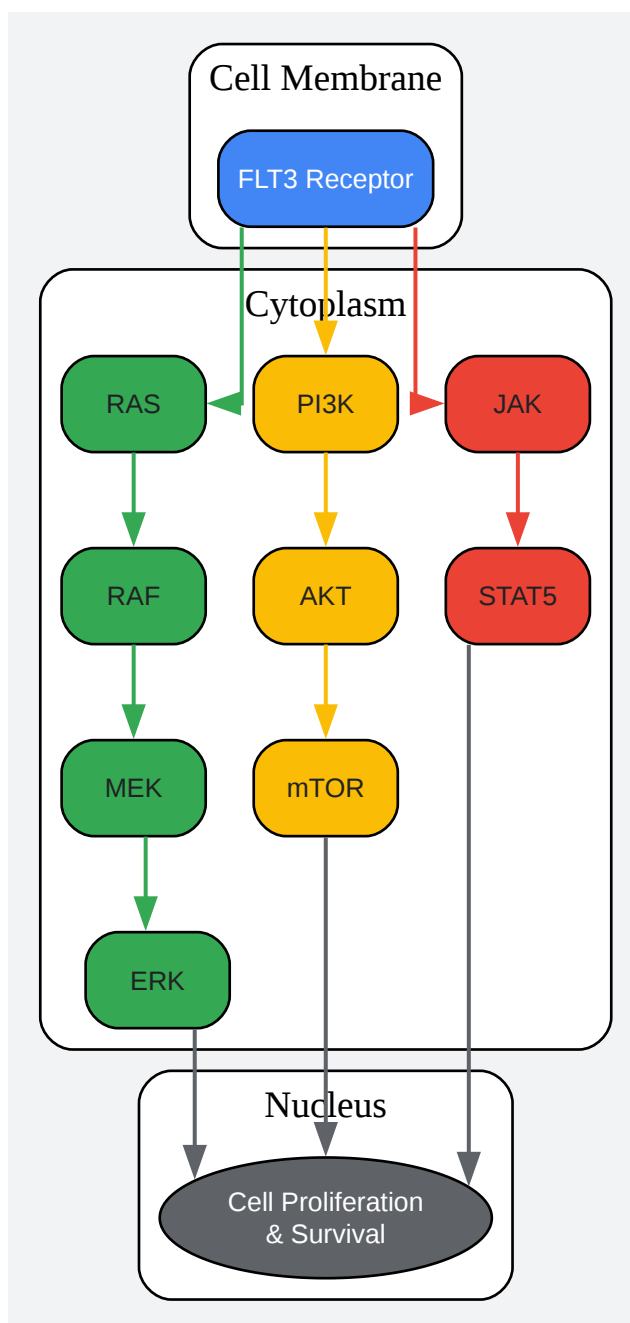 Cell Membrane
FLT3 Receptor
Cytoplasm
RAS
PI3K
JAK
RAF
AKT
STAT5
MEK
mTOR
ERK
Nucleus
Cell Proliferation
& Survival